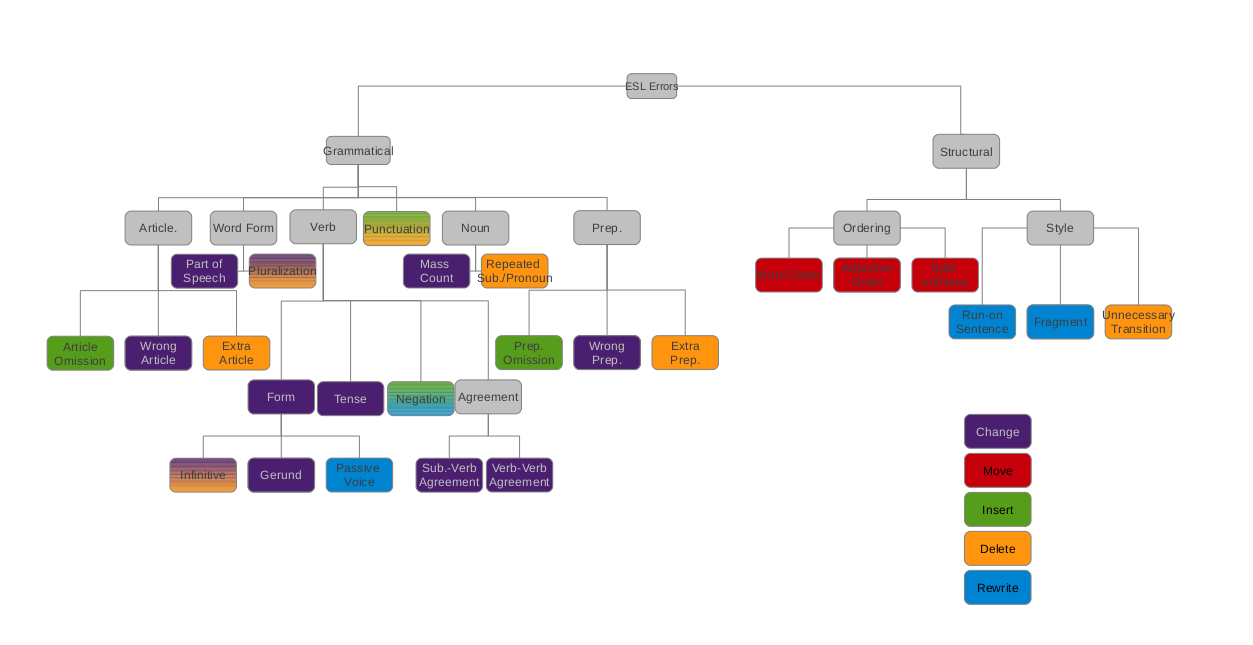 ESL Errors
Grammatical
Structural
Article.
Word Form
Verb
Punctuation
Noun
Prep.
Ordering
Style
Part of
Speech
Pluralization
Mass
Count
Repeated
Sub./Pronoun
Word Order
Adjective
Order
Split
Infinitive
Run-on
Sentence
Fragment
Unnecessary
Transition
Article
Omission
Wrong
Article
Extra
Article
Prep.
Omission
Wrong
Prep.
Extra
Prep.
Form
Tense
Negation
Agreement
Infinitive
Gerund
Passive
Voice
Sub.-Verb
Agreement
Verb-Verb
Agreement
Change
Move
Insert
Delete
Rewrite